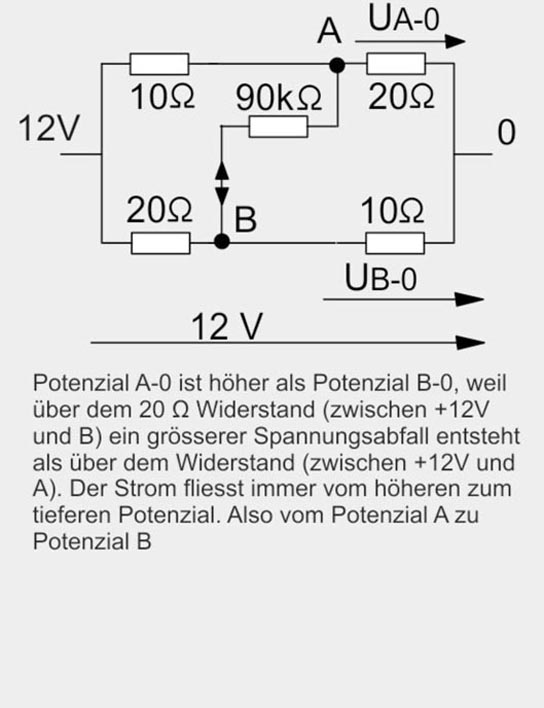 A
UA-0
10Ω
90kΩ
20Ω
12V
0
20Ω
B
10Ω
UB-0
12 V
Potenzial A-0 ist höher als Potenzial B-0, weil
über dem 20 Ω Widerstand (zwischen +12V
und B) ein grösserer Spannungsabfall entsteht
als über dem Widerstand (zwischen +12V und
A). Der Strom fliesst immer vom höheren zum
tieferen Potenzial. Also vom Potenzial A zu
Potenzial B